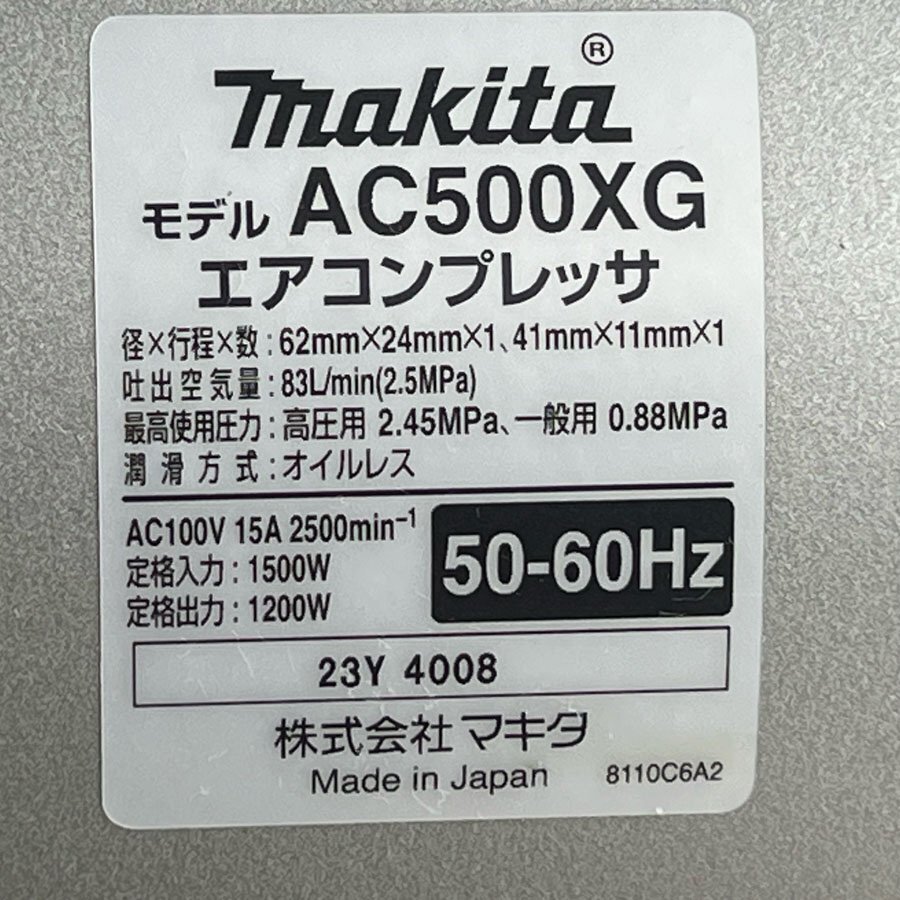 makita®
モデル AC500XG
エアコンプレッサ
径×行程×数:62mm×24mm×1、41mm×11mm×1
吐出空気量:83L/min(2.5MPa)
最高使用圧力:高圧用 2.45MPa、一般用 0.88MPa
潤滑方式:オイルレス
AC100V 15A 2500min⁻¹
定格入力:1500W
定格出力:1200W
50-60Hz
23Y 4008
株式会社マキタ
Made in Japan
8110C6A2